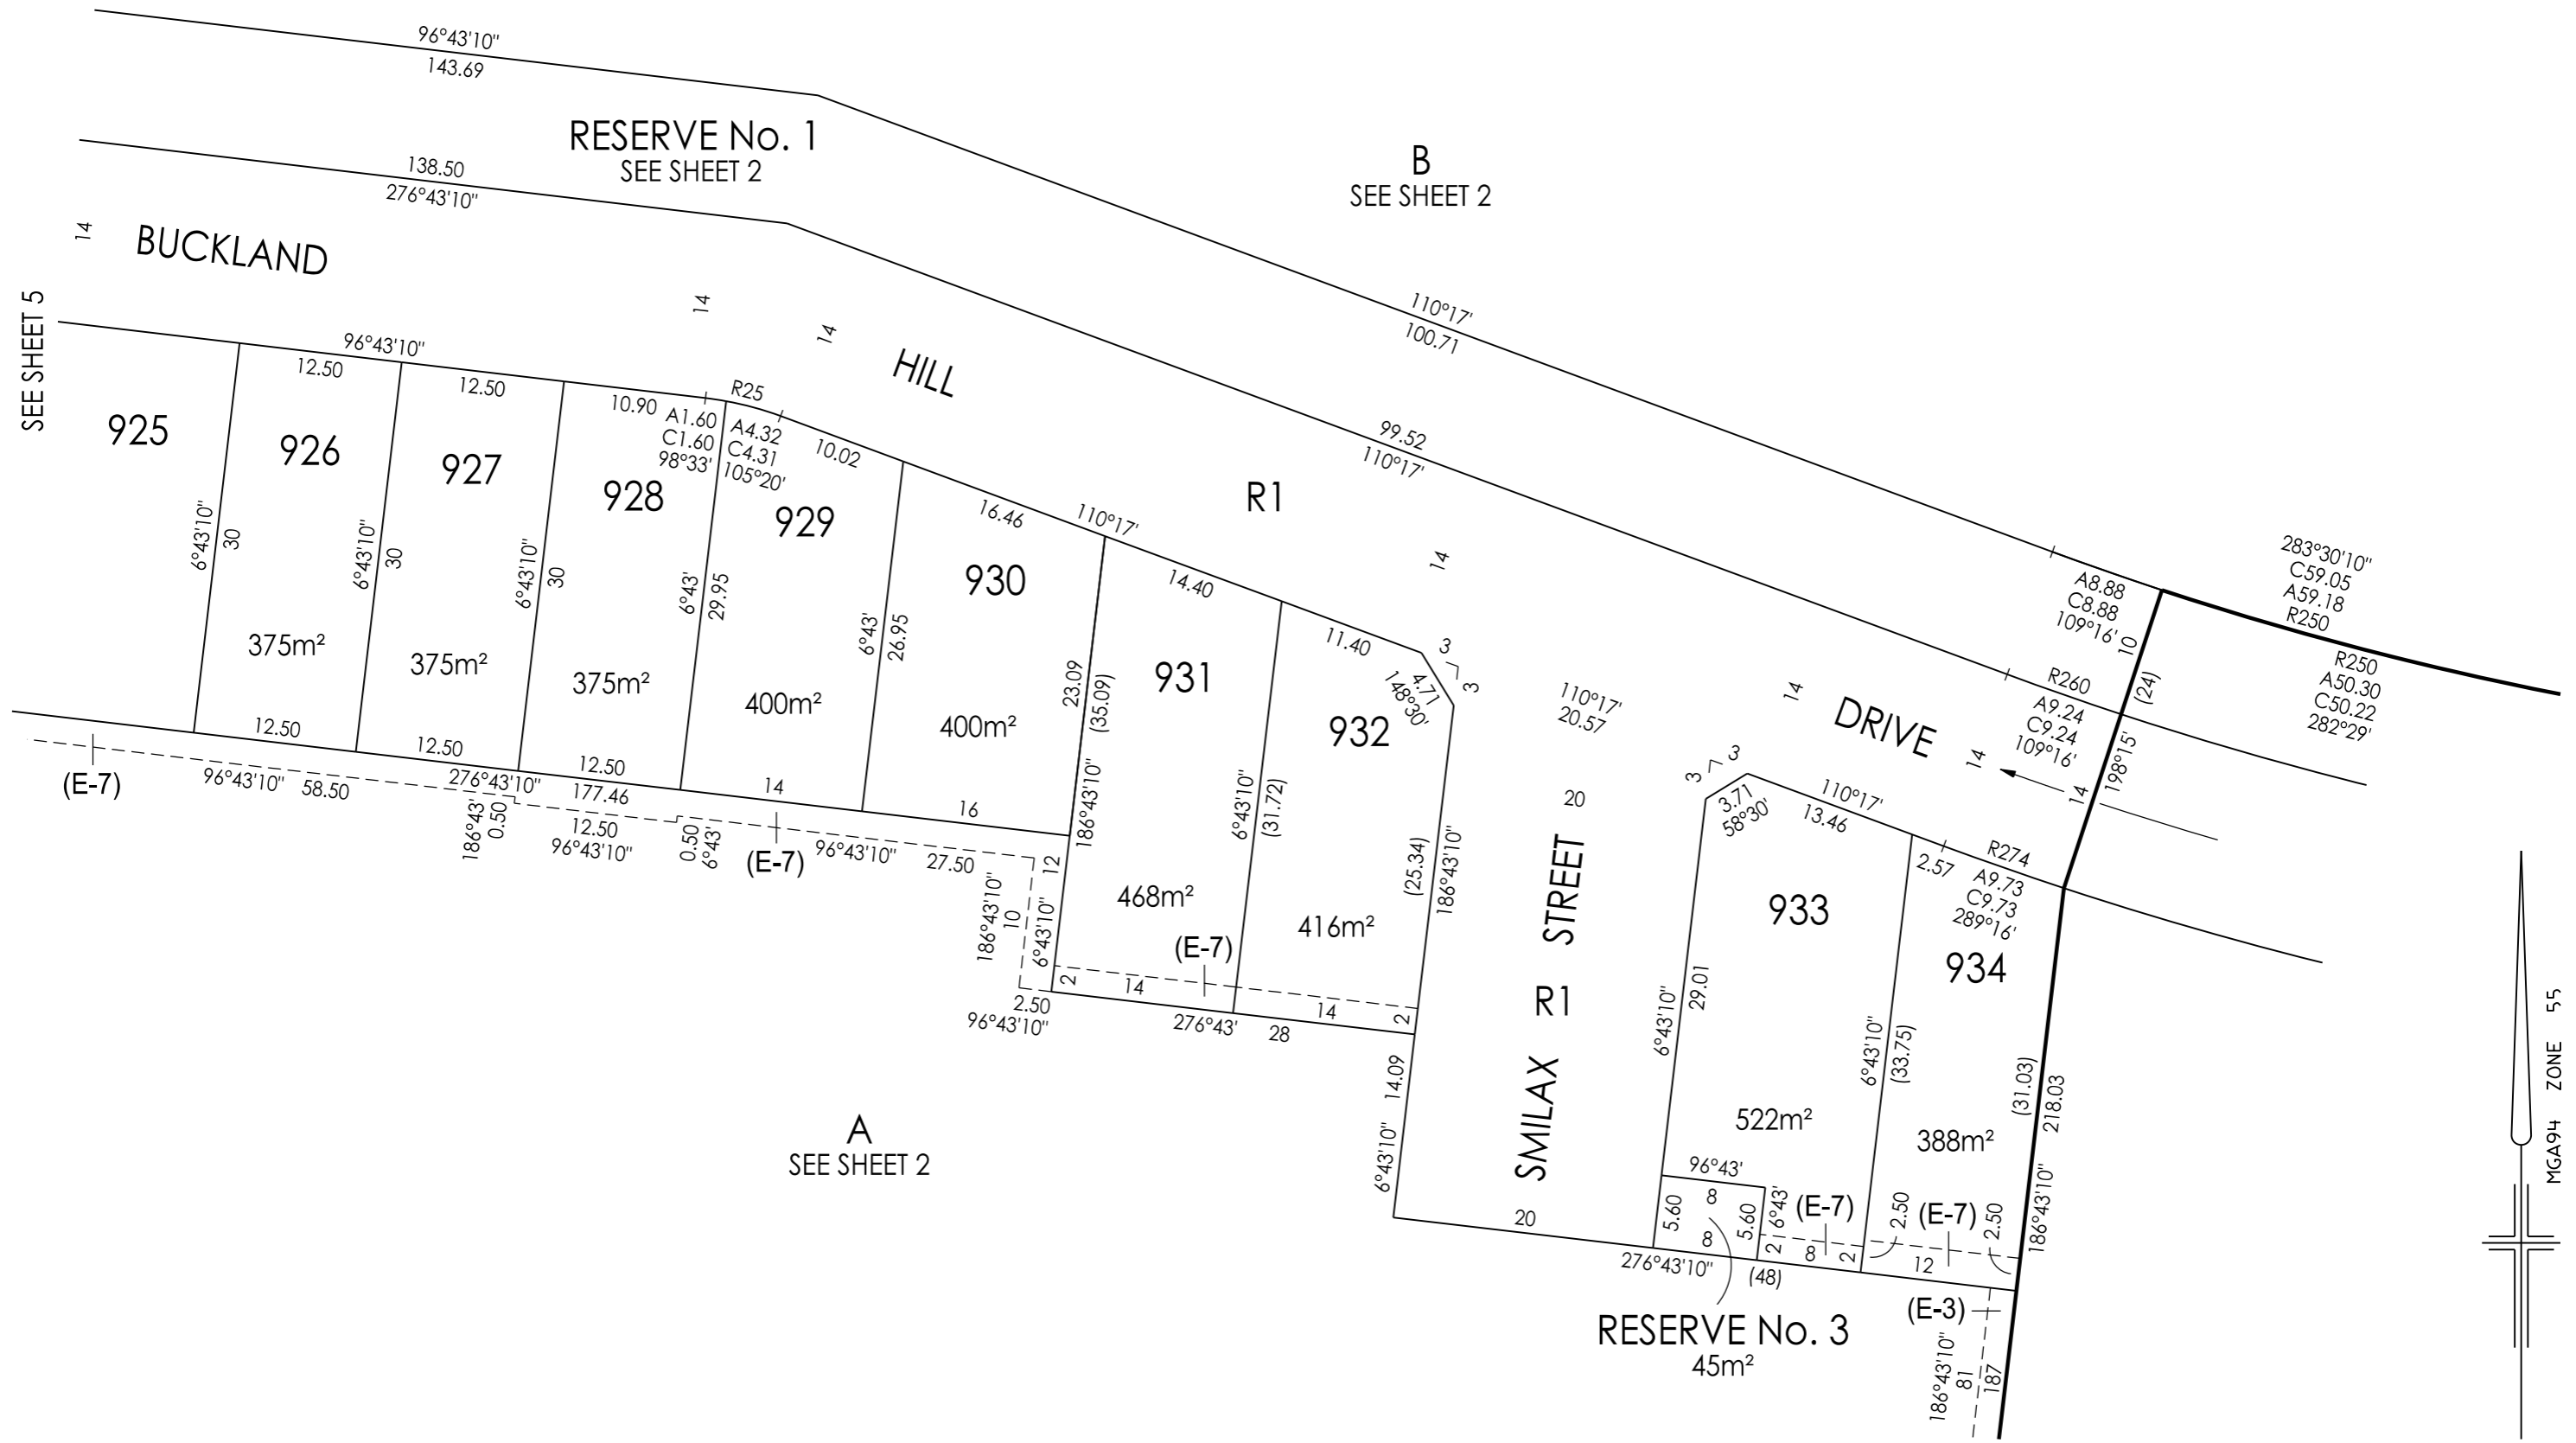 96°43'10"
143.69
RESERVE No. 1
SEE SHEET 2
B
SEE SHEET 2
138.50
276°43'10"
14
BUCKLAND
SEE SHEET 5
14
14
HILL
110°17'
100.71
99.52
110°17'
R1
14
96°43'10"
12.50
12.50
10.90
R25
A1.60
C1.60
98°33'
A4.32
C4.31
105°20'
10.02
16.46
110°17'
14.40
11.40
3
3
4.71
148°30'
925
926
927
928
929
930
931
932
6°43'10"
30
6°43'10"
30
6°43'10"
30
6°43'
29.95
6°43'
26.95
23.09
(35.09)
186°43'10"
6°43'10"
(31.72)
(25.34)
186°43'10"
375m²
375m²
375m²
400m²
400m²
468m²
416m²
12.50
12.50
12.50
14
16
276°43'10"
177.46
(E-7)
96°43'10"
58.50
186°43'
0.50
12.50
96°43'10"
0.50
6°43'
(E-7)
96°43'10"
27.50
12
186°43'10"
10
6°43'10"
2.50
96°43'10"
2
14
(E-7)
14
2
276°43'
28
14.09
6°43'10"
A
SEE SHEET 2
110°17'
20.57
20
SMILAX R1 STREET
20
14
DRIVE
14
14
A8.88
C8.88
109°16'
10
(24)
283°30'10"
C59.05
A59.18
R250
R250
A50.30
C50.22
282°29'
R260
A9.24
C9.24
109°16'
198°15'
3
3
3.71
58°30'
110°17'
13.46
2.57
R274
A9.73
C9.73
289°16'
933
934
6°43'10"
29.01
6°43'10"
(33.75)
(31.03)
218.03
186°43'10"
522m²
388m²
96°43'
8
5.60
5.60
6°43'
8
(E-7)
2
8
2
2.50
(E-7)
2.50
12
276°43'10"
(48)
RESERVE No. 3
45m²
(E-3)
186°43'10"
81
187
MGA94 ZONE 55